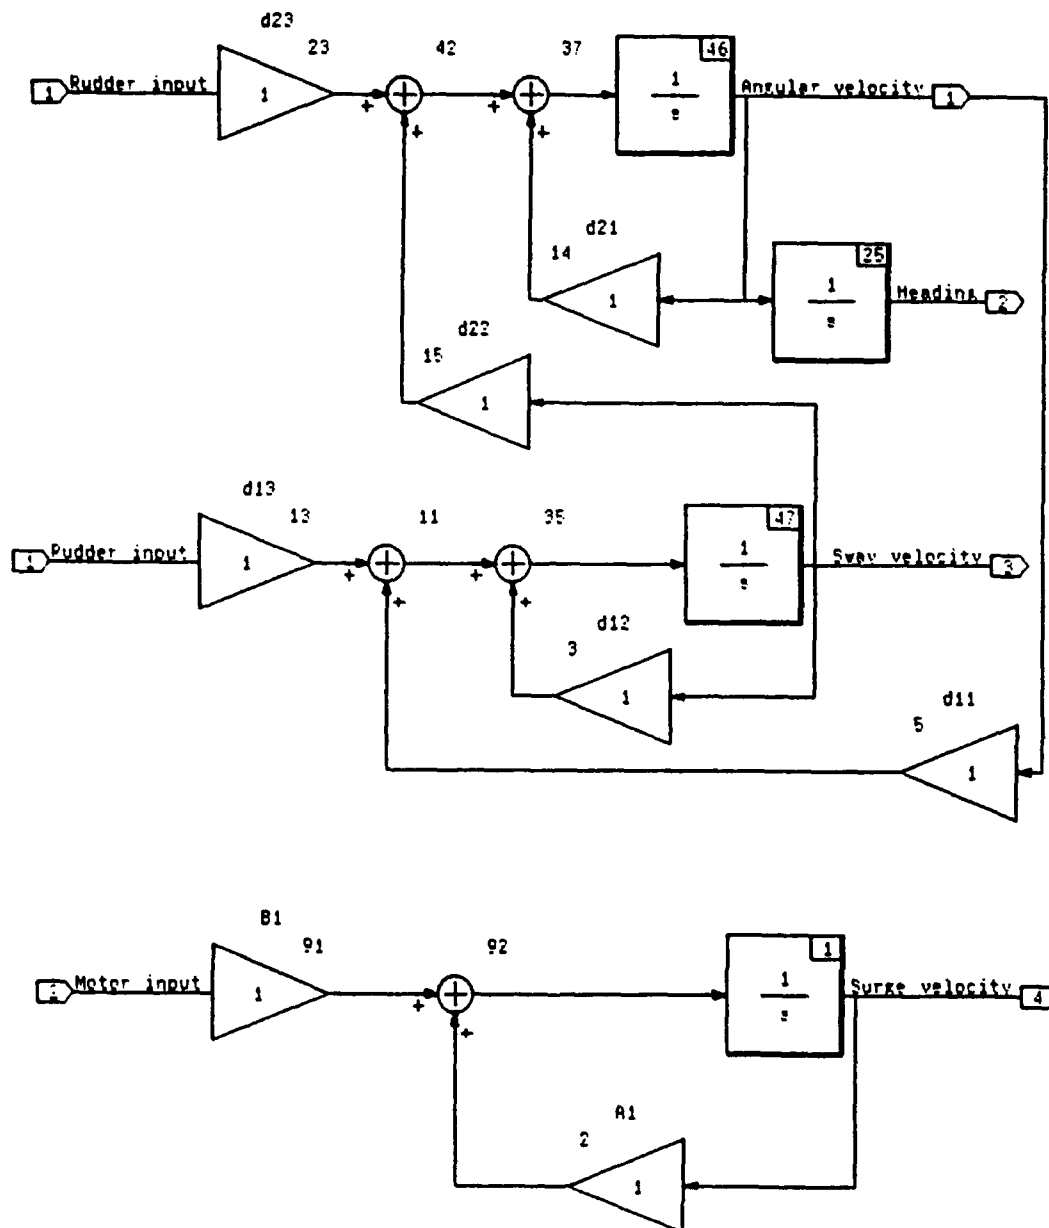 d23
23 42 37 46
1 Rudder input 1 + + 1/s Angular velocity 1
+ +
d21
14 25
1 1/s Heading 2
d22
15
1
d13
13 11 35 47
1 Rudder input 1 + + 1/s Sway velocity 3
+ +
d12
3
1
d11
5
1
B1
91 92 1
Motor input 1 + 1/s Surge velocity 4
+
A1
2
1